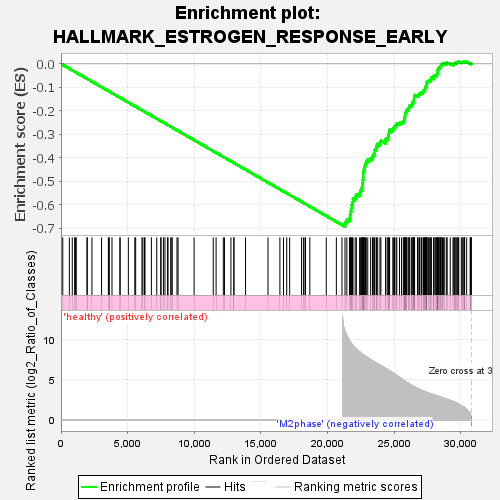 Enrichment plot:
HALLMARK_ESTROGEN_RESPONSE_EARLY
Enrichment score (ES)
0.0
-0.1
-0.2
-0.3
-0.4
-0.5
-0.6
-0.7
'healthy' (positively correlated)
Ranked list metric (log2_Ratio_of_Classes)
10
5
0
Zero cross at 3
'M2phase' (negatively correlated)
0
5,000
10,000
15,000
20,000
25,000
30,000
Rank in Ordered Dataset
Enrichment profile
Hits
Ranking metric scores